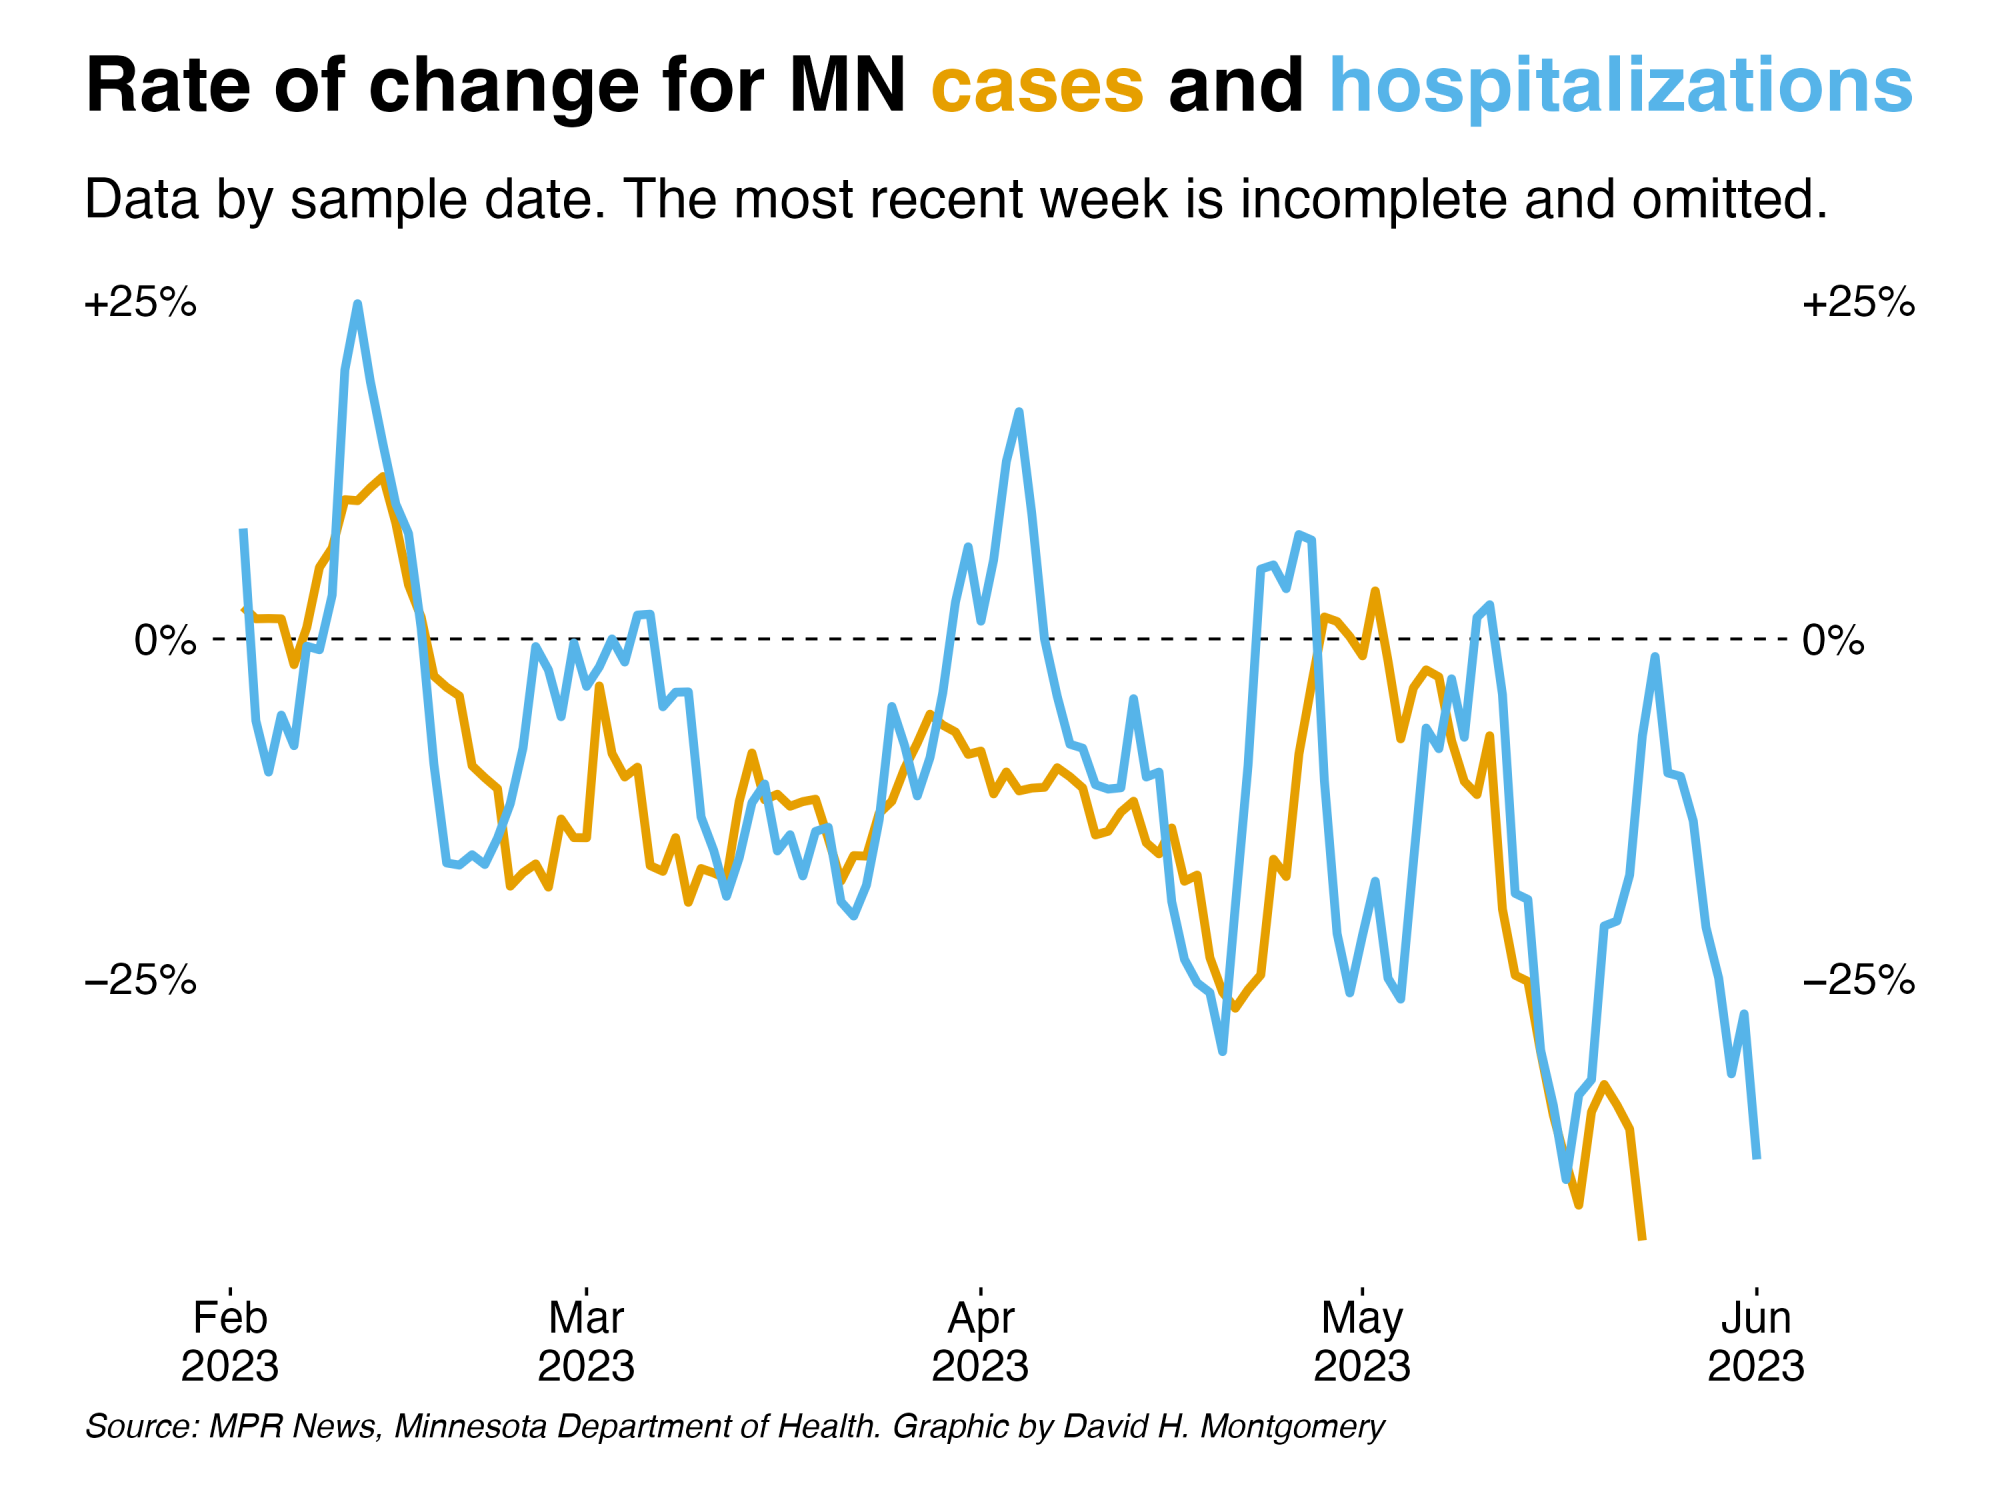 Rate of change for MN cases and hospitalizations
Data by sample date. The most recent week is incomplete and omitted.
+25% +25%
0% 0%
−25% −25%
Feb Mar Apr May Jun
2023 2023 2023 2023 2023
Source: MPR News, Minnesota Department of Health. Graphic by David H. Montgomery